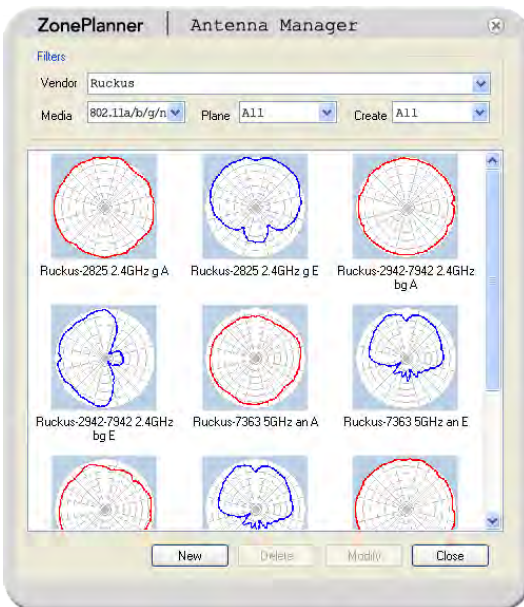 ZonePlanner | Antenna Manager
Filters
Vendor Ruckus
Media 802.11a/b/g/n Plane All Create All
Ruckus-2825 2.4GHz g A
Ruckus-2825 2.4GHz g E
Ruckus-2942-7942 2.4GHz
bg A
Ruckus-2942-7942 2.4GHz
bg E
Ruckus-7363 5GHz an A
Ruckus-7363 5GHz an E
New Delete Modify Close